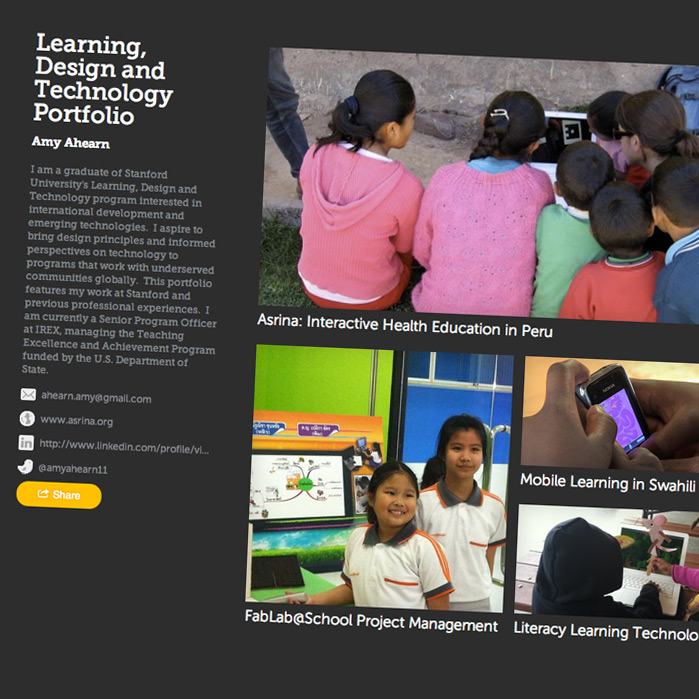 Learning,
Design and
Technology
Portfolio
Amy Ahearn
I am a graduate of Stanford
University's Learning, Design and
Technology program interested in
international development and
emerging technologies. I aspire to
bring design principles and informed
perspectives on technology to
programs that work with underserved
communities globally. This portfolio
features my work at Stanford and
previous professional experiences. I
am currently a Senior Program Officer
at IREX, managing the Teaching
Excellence and Achievement Program
funded by the U.S. Department of
State.
ahearn.amy@gmail.com
www.asrina.org
http://www.linkedin.com/profile/vi...
@amyahearn11
Share
Asrina: Interactive Health Education in Peru
NOKIA
Mobile Learning in Swahili
FabLab@School Project Management
Literacy Learning Technolo